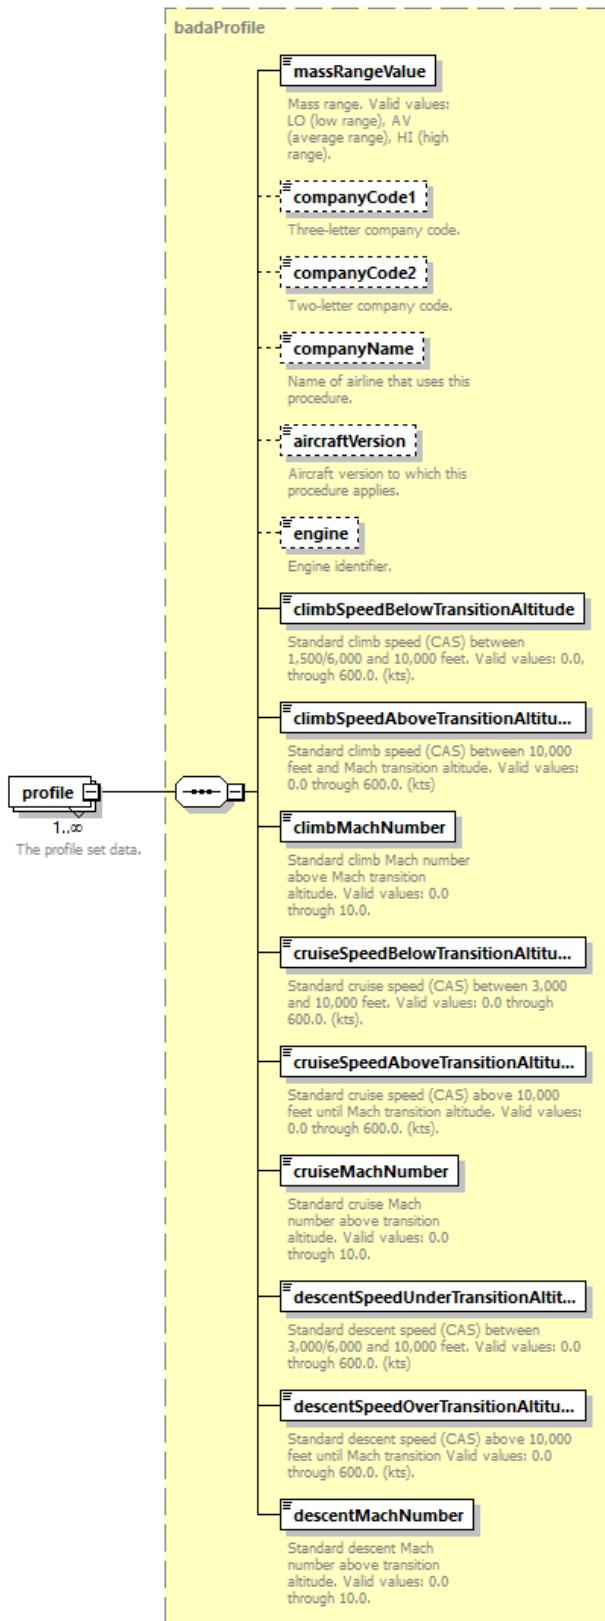 badaProfile
massRangeValue
Mass range. Valid values:
LO (low range), AV
(average range), HI (high
range).
companyCode1
Three-letter company code.
companyCode2
Two-letter company code.
companyName
Name of airline that uses this
procedure.
aircraftVersion
Aircraft version to which this
procedure applies.
engine
Engine identifier.
climbSpeedBelowTransitionAltitude
Standard climb speed (CAS) between
1,500/6,000 and 10,000 feet. Valid values: 0.0,
through 600.0. (kts).
climbSpeedAboveTransitionAltitu...
Standard climb speed (CAS) between 10,000
feet and Mach transition altitude. Valid values:
0.0 through 600.0. (kts)
profile
1..∞
The profile set data.
climbMachNumber
Standard climb Mach number
above Mach transition
altitude. Valid values: 0.0
through 10.0.
cruiseSpeedBelowTransitionAltitu...
Standard cruise speed (CAS) between 3,000
and 10,000 feet. Valid values: 0.0 through
600.0. (kts).
cruiseSpeedAboveTransitionAltitu...
Standard cruise speed (CAS) above 10,000
feet until Mach transition altitude. Valid values:
0.0 through 600.0. (kts).
cruiseMachNumber
Standard cruise Mach
number above transition
altitude. Valid values: 0.0
through 10.0.
descentSpeedUnderTransitionAltit...
Standard descent speed (CAS) between
3,000/6,000 and 10,000 feet. Valid values: 0.0
through 600.0. (kts)
descentSpeedOverTransitionAltitu...
Standard descent speed (CAS) above 10,000
feet until Mach transition Valid values: 0.0
through 600.0. (kts).
descentMachNumber
Standard descent Mach
number above transition
altitude. Valid values: 0.0
through 10.0.